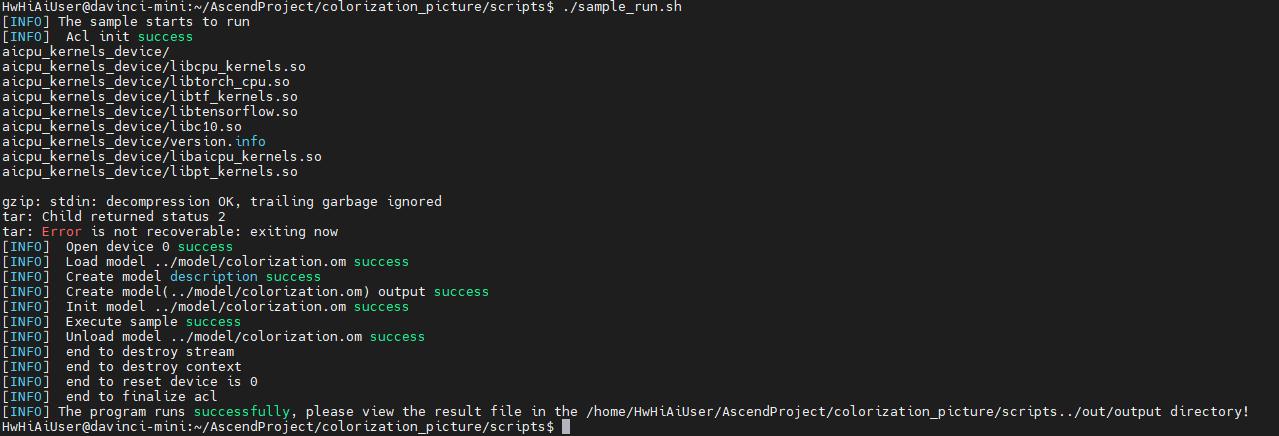 HwHiAiUser@davinci-mini:~/AscendProject/colorization_picture/scripts$ ./sample_run.sh
[INFO] The sample starts to run
[INFO]  Acl init success
aicpu_kernels_device/
aicpu_kernels_device/libcpu_kernels.so
aicpu_kernels_device/libtorch_cpu.so
aicpu_kernels_device/libtf_kernels.so
aicpu_kernels_device/libtensorflow.so
aicpu_kernels_device/libc10.so
aicpu_kernels_device/version.info
aicpu_kernels_device/libaicpu_kernels.so
aicpu_kernels_device/libpt_kernels.so
gzip: stdin: decompression OK, trailing garbage ignored
tar: Child returned status 2
tar: Error is not recoverable: exiting now
[INFO]  Open device 0 success
[INFO]  Load model ../model/colorization.om success
[INFO]  Create model description success
[INFO]  Create model(../model/colorization.om) output success
[INFO]  Init model ../model/colorization.om success
[INFO]  Execute sample success
[INFO]  Unload model ../model/colorization.om success
[INFO]  end to destroy stream
[INFO]  end to destroy context
[INFO]  end to reset device is 0
[INFO]  end to finalize acl
[INFO] The program runs successfully, please view the result file in the /home/HwHiAiUser/AscendProject/colorization_picture/scripts../out/output directory!
HwHiAiUser@davinci-mini:~/AscendProject/colorization_picture/scripts$